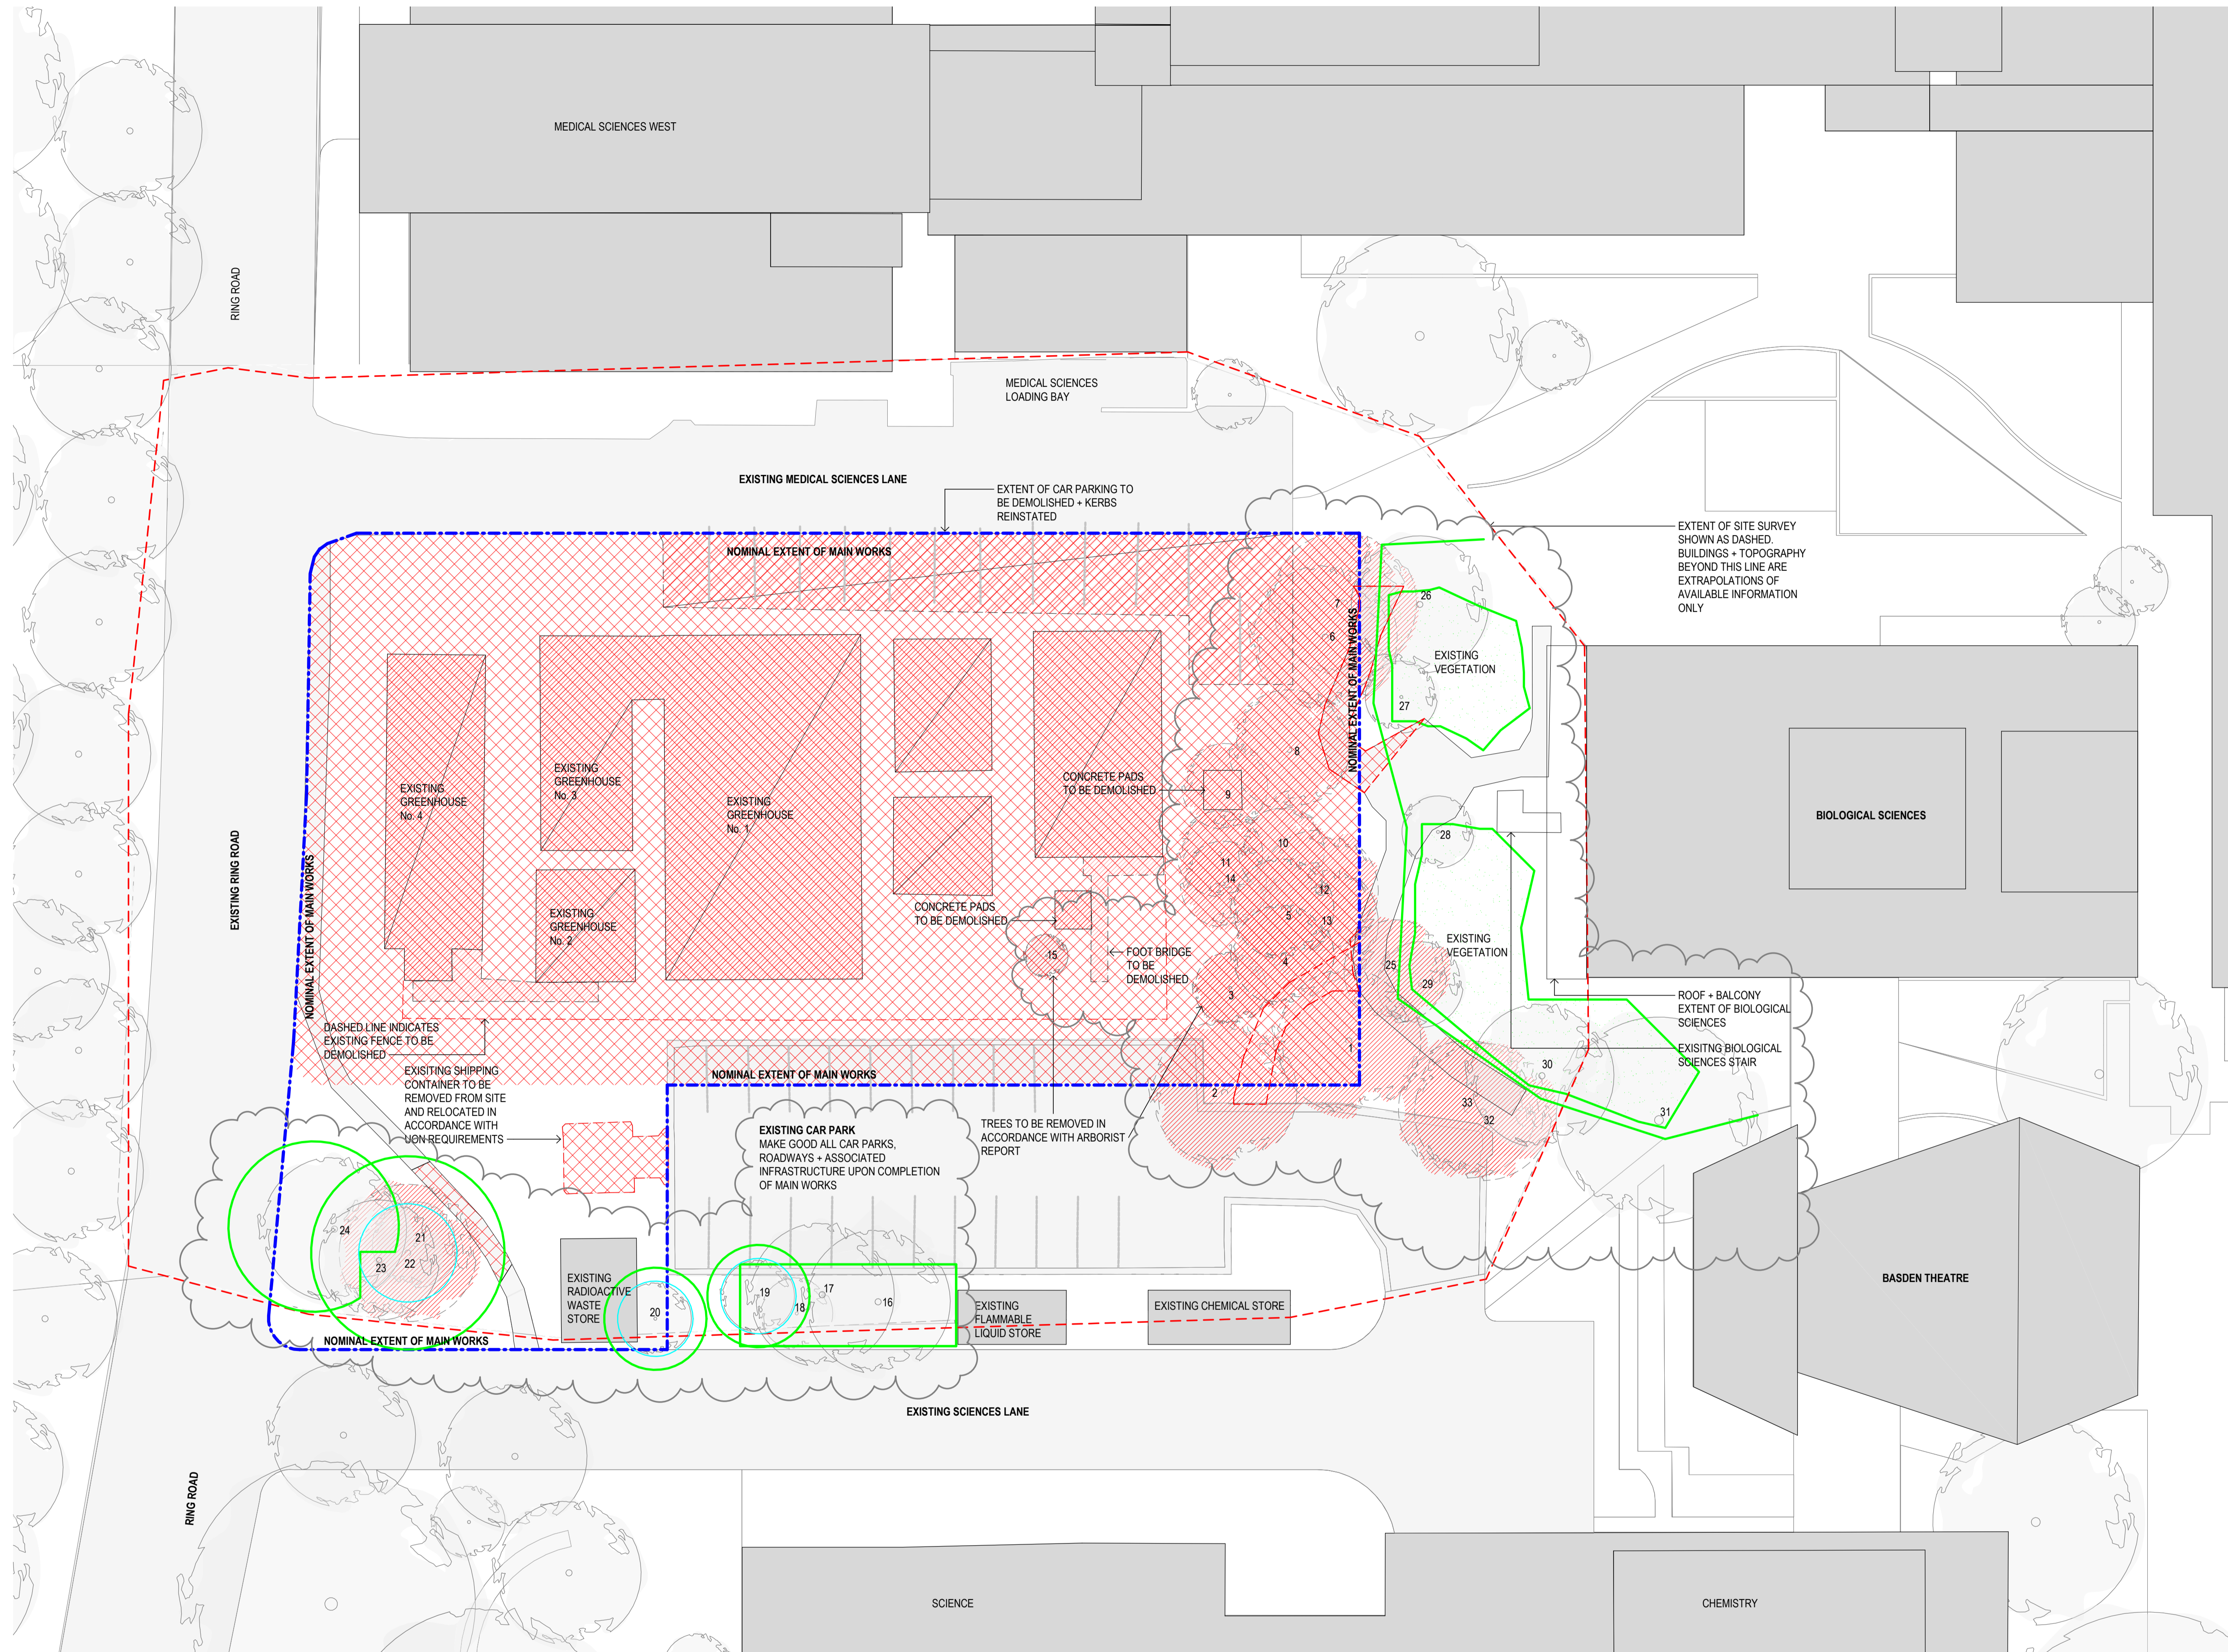 MEDICAL SCIENCES WEST
RING ROAD
MEDICAL SCIENCES
LOADING BAY
EXISTING MEDICAL SCIENCES LANE
EXTENT OF CAR PARKING TO
BE DEMOLISHED + KERBS
REINSTATED
NOMINAL EXTENT OF MAIN WORKS
EXTENT OF SITE SURVEY
SHOWN AS DASHED.
BUILDINGS + TOPOGRAPHY
BEYOND THIS LINE ARE
EXTRAPOLATIONS OF
AVAILABLE INFORMATION
ONLY
7
26
6
NOMINAL EXTENT OF MAIN WORKS
EXISTING
VEGETATION
27
8
EXISTING
GREENHOUSE
No. 4
EXISTING
GREENHOUSE
No. 3
EXISTING
GREENHOUSE
No. 1
CONCRETE PADS
TO BE DEMOLISHED
9
BIOLOGICAL SCIENCES
EXISTING RING ROAD
NOMINAL EXTENT OF MAIN WORKS
28
10
11
14
12
EXISTING
GREENHOUSE
No. 2
CONCRETE PADS
TO BE DEMOLISHED
5
13
15
FOOT BRIDGE
TO BE
DEMOLISHED
4
25
EXISTING
VEGETATION
29
3
ROOF + BALCONY
EXTENT OF BIOLOGICAL
SCIENCES
DASHED LINE INDICATES
EXISTING FENCE TO BE
DEMOLISHED
1
EXISITNG BIOLOGICAL
SCIENCES STAIR
30
EXISITING SHIPPING
CONTAINER TO BE
REMOVED FROM SITE
AND RELOCATED IN
ACCORDANCE WITH
UON REQUIREMENTS
NOMINAL EXTENT OF MAIN WORKS
2
33
32
31
EXISTING CAR PARK
MAKE GOOD ALL CAR PARKS,
ROADWAYS + ASSOCIATED
INFRASTRUCTURE UPON COMPLETION
OF MAIN WORKS
TREES TO BE REMOVED IN
ACCORDANCE WITH ARBORIST
REPORT
24
21
23
22
EXISTING
RADIOACTIVE
WASTE
STORE
20
19
18
17
16
EXISTING
FLAMMABLE
LIQUID STORE
EXISTING CHEMICAL STORE
BASDEN THEATRE
NOMINAL EXTENT OF MAIN WORKS
EXISTING SCIENCES LANE
RING ROAD
SCIENCE
CHEMISTRY